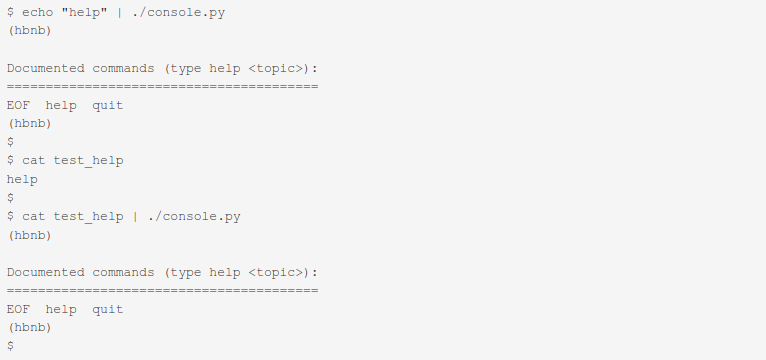 $ echo "help" | ./console.py
(hbnb)
Documented commands (type help <topic>):
========================================
EOF  help  quit
(hbnb)
$
$ cat test_help
help
$
$ cat test_help | ./console.py
(hbnb)
Documented commands (type help <topic>):
========================================
EOF  help  quit
(hbnb)
$